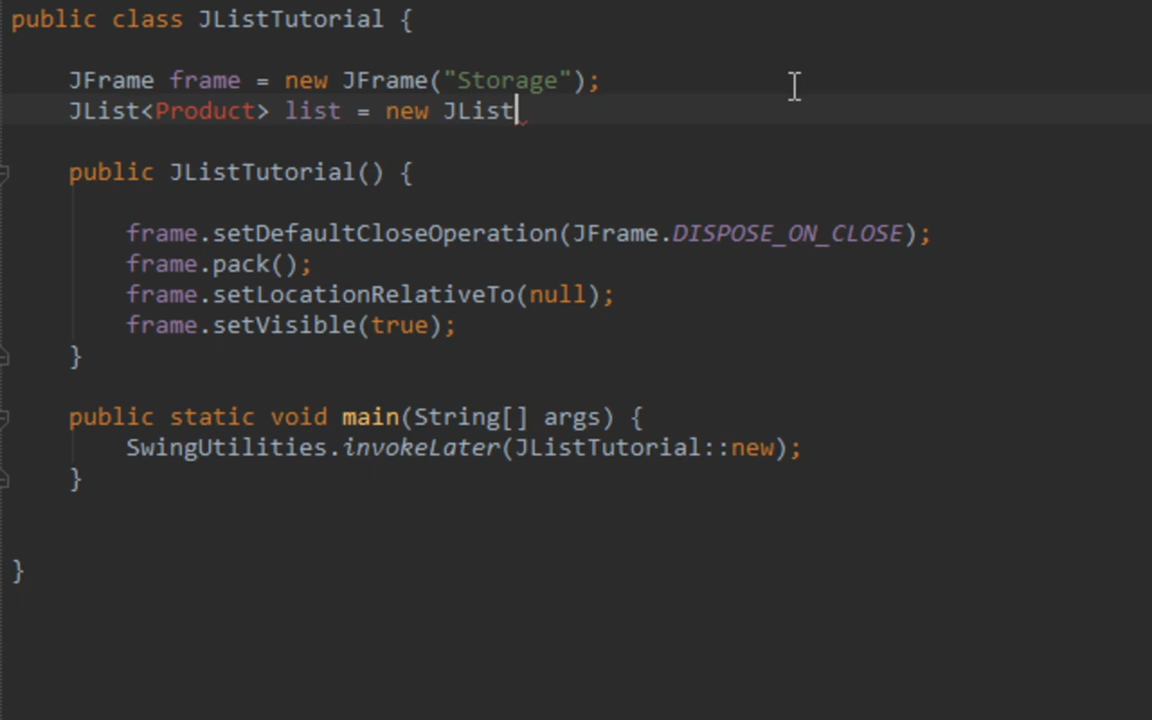 public class JListTutorial {
JFrame frame = new JFrame("Storage");
JList<Product> list = new JList
public JListTutorial() {
frame.setDefaultCloseOperation(JFrame.DISPOSE_ON_CLOSE);
frame.pack();
frame.setLocationRelativeTo(null);
frame.setVisible(true);
}
public static void main(String[] args) {
SwingUtilities.invokeLater(JListTutorial::new);
}
}